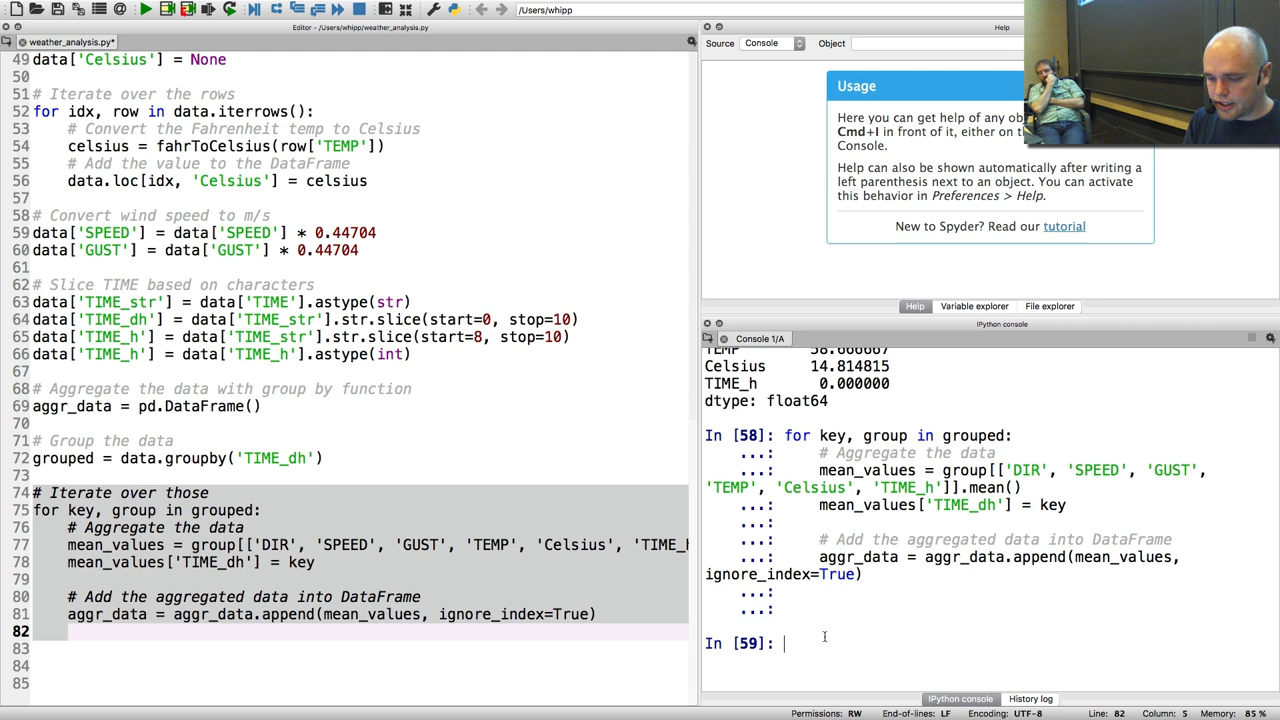 /Users/whipp
Editor - /Users/whipp/weather_analysis.py
weather_analysis.py*
49 data['Celsius'] = None
50
51 # Iterate over the rows
52 for idx, row in data.iterrows():
53 # Convert the Fahrenheit temp to Celsius
54 celsius = fahrToCelsius(row['TEMP'])
55 # Add the value to the DataFrame
56 data.loc[idx, 'Celsius'] = celsius
57
58 # Convert wind speed to m/s
59 data['SPEED'] = data['SPEED'] * 0.44704
60 data['GUST'] = data['GUST'] * 0.44704
61
62 # Slice TIME based on characters
63 data['TIME_str'] = data['TIME'].astype(str)
64 data['TIME_dh'] = data['TIME_str'].str.slice(start=0, stop=10)
65 data['TIME_h'] = data['TIME_str'].str.slice(start=8, stop=10)
66 data['TIME_h'] = data['TIME_h'].astype(int)
67
68 # Aggregate the data with group by function
69 aggr_data = pd.DataFrame()
70
71 # Group the data
72 grouped = data.groupby('TIME_dh')
73
74 # Iterate over those
75 for key, group in grouped:
76 # Aggregate the data
77 mean_values = group[['DIR', 'SPEED', 'GUST', 'TEMP', 'Celsius', 'TIME_h
78 mean_values['TIME_dh'] = key
79
80 # Add the aggregated data into DataFrame
81 aggr_data = aggr_data.append(mean_values, ignore_index=True)
82
83
84
85
Help
Source Console Object
Usage
Here you can get help of any
Cmd+I in front of it, either on
Console.
Help can also be shown automatically after writing a
left parenthesis next to an object. You can activate
this behavior in Preferences > Help.
New to Spyder? Read our tutorial
Help Variable explorer File explorer
IPython console
Console 1/A
TEMP 58.666667
Celsius 14.814815
TIME_h 0.000000
dtype: float64
In [58]: for key, group in grouped:
...: # Aggregate the data
...: mean_values = group[['DIR', 'SPEED', 'GUST',
'TEMP', 'Celsius', 'TIME_h']].mean()
...: mean_values['TIME_dh'] = key
...:
...: # Add the aggregated data into DataFrame
...: aggr_data = aggr_data.append(mean_values,
ignore_index=True)
...:
...:
In [59]:
IPython console History log
Permissions: RW End-of-lines: LF Encoding: UTF-8 Line: 82 Column: 5 Memory: 85 %